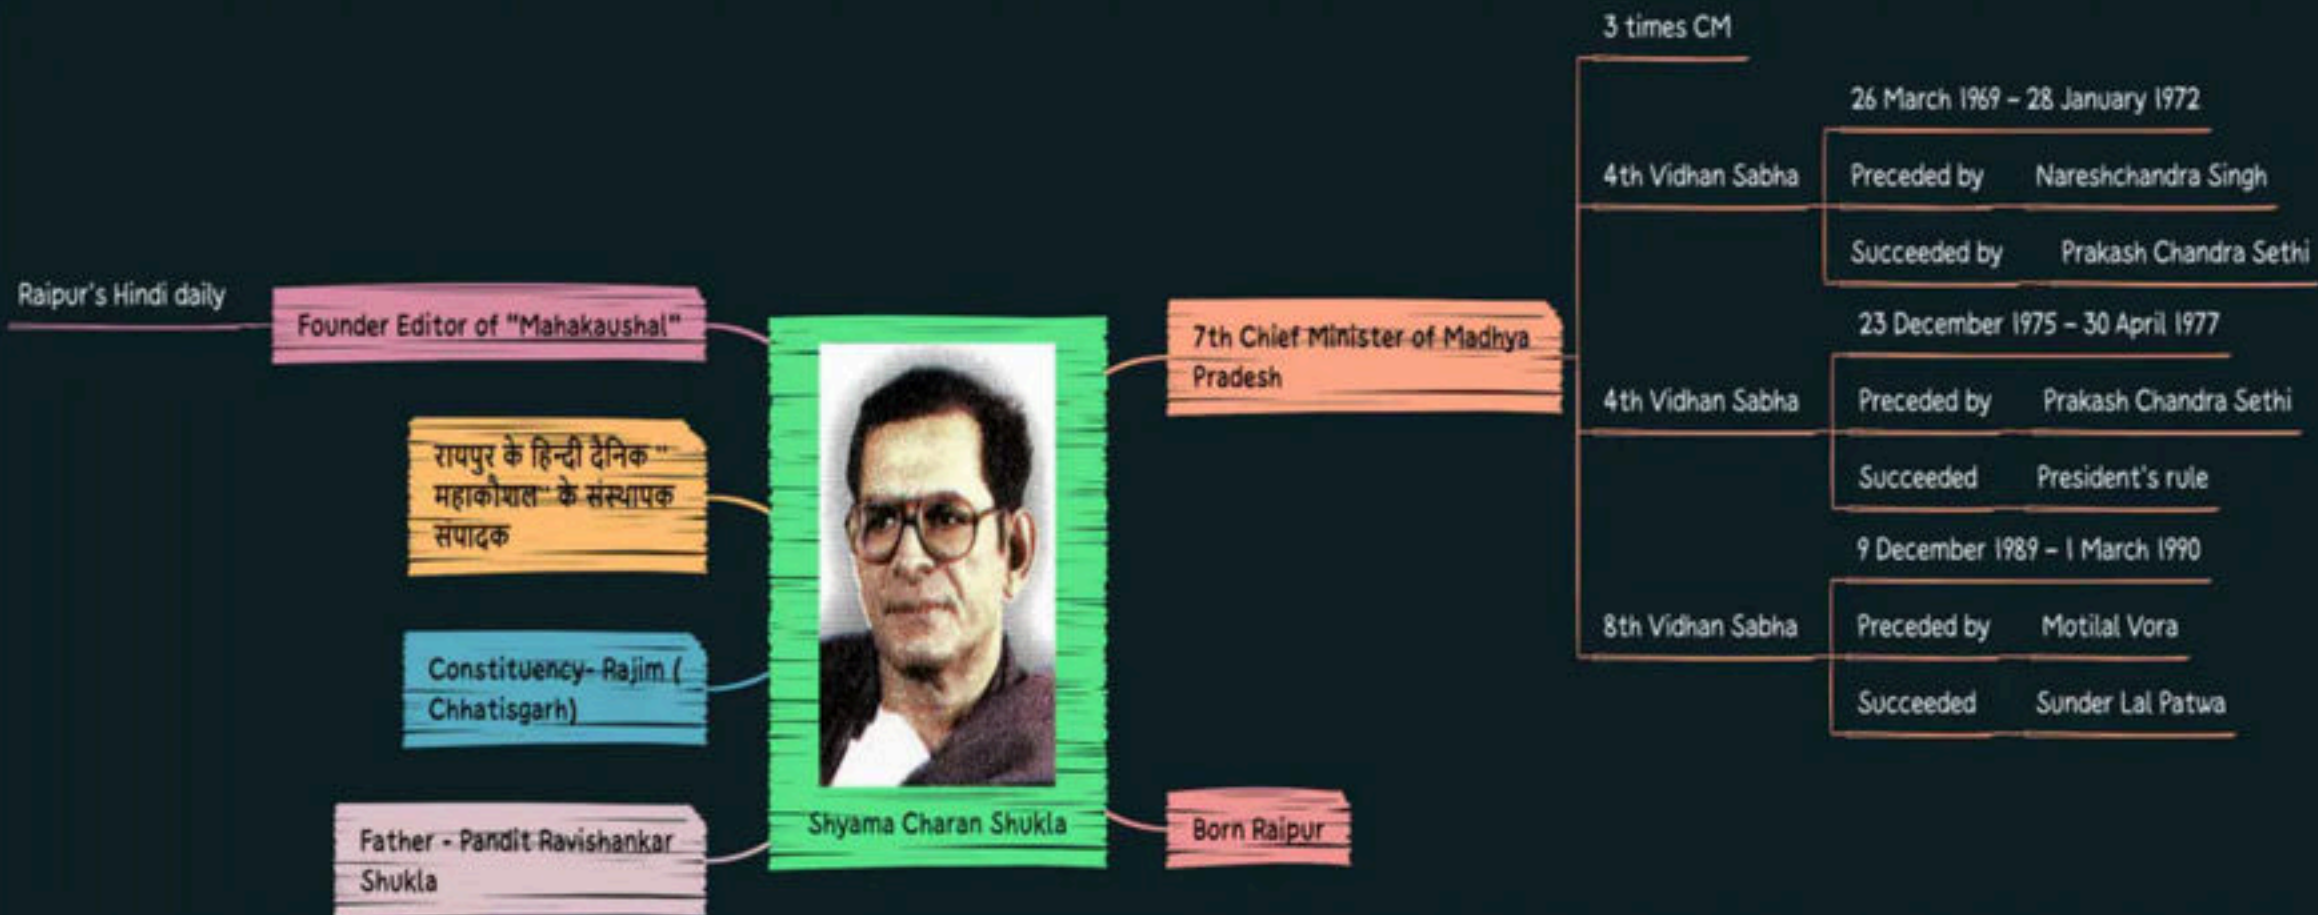 Raipur's Hindi daily
Founder Editor of "Mahakaushal"
रायपुर के हिन्दी दैनिक "
महाकौशल" के संस्थापक
संपादक
Constituency- Rajim (
Chhatisgarh)
Father - Pandit Ravishankar
Shukla
Shyama Charan Shukla
7th Chief Minister of Madhya
Pradesh
3 times CM
4th Vidhan Sabha
26 March 1969 – 28 January 1972
Preceded by Nareshchandra Singh
Succeeded by Prakash Chandra Sethi
4th Vidhan Sabha
23 December 1975 – 30 April 1977
Preceded by Prakash Chandra Sethi
Succeeded President's rule
8th Vidhan Sabha
9 December 1989 – 1 March 1990
Preceded by Motilal Vora
Succeeded Sunder Lal Patwa
Born Raipur